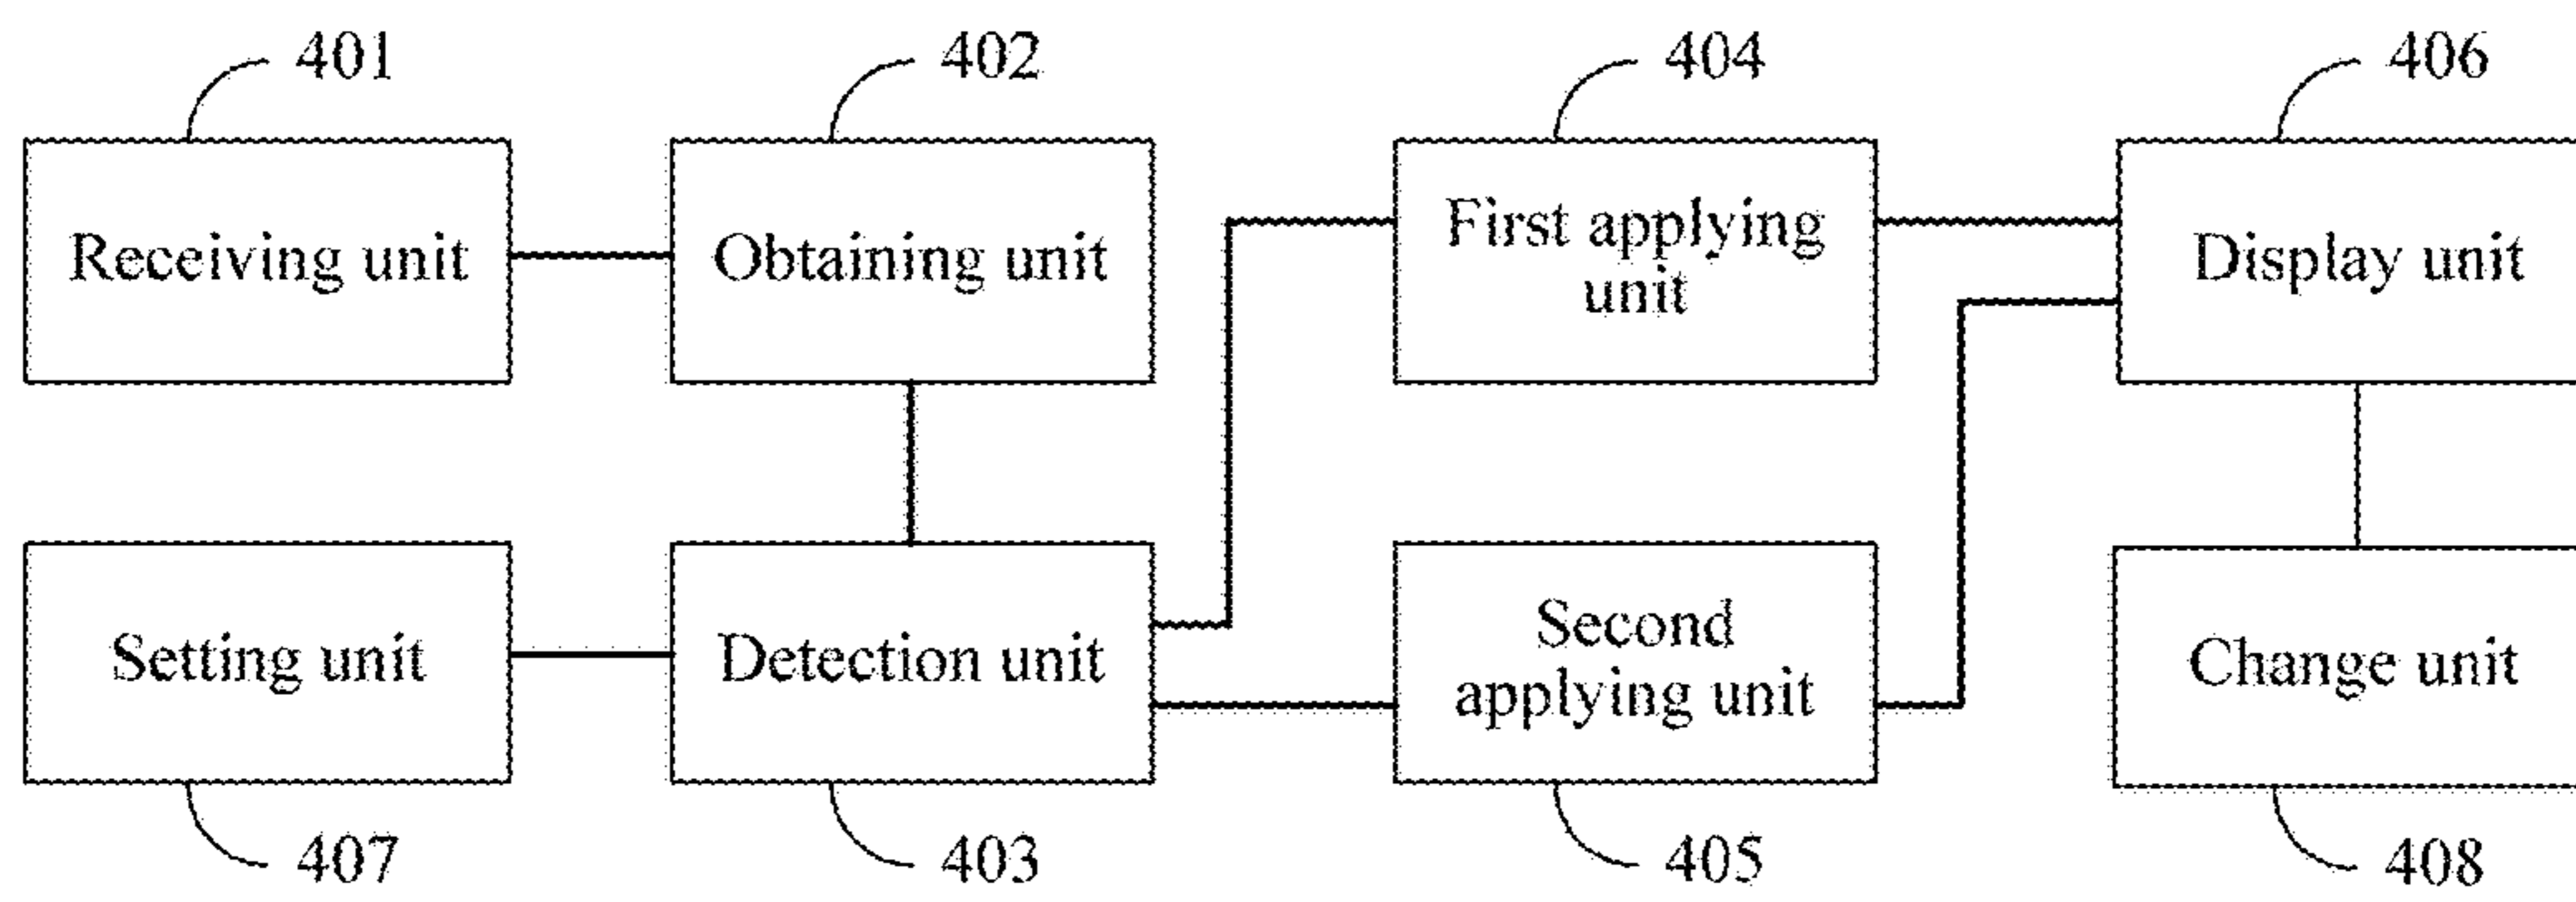 401
402
404
406
Receiving unit
Obtaining unit
First applying
unit
Display unit
Setting unit
Detection unit
Second
applying unit
Change unit
407
403
405
408